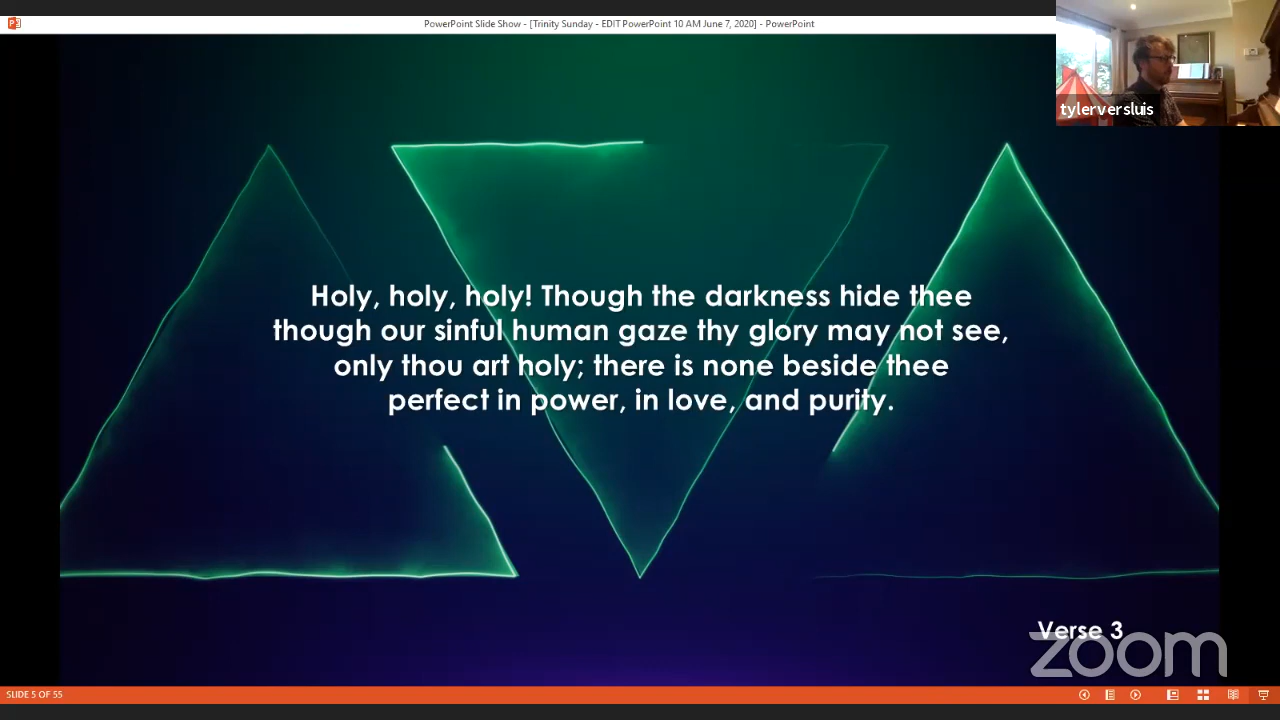 PowerPoint Slide Show - [Trinity Sunday - EDIT PowerPoint 10 AM June 7, 2020] - PowerPoint
tylerversluis
Holy, holy, holy! Though the darkness hide thee
though our sinful human gaze thy glory may not see,
only thou art holy; there is none beside thee
perfect in power, in love, and purity.
Verse 3
zoom
SLIDE 5 OF 55